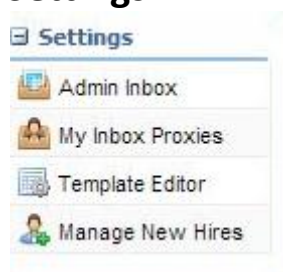 Settings
Admin Inbox
My Inbox Proxies
Template Editor
Manage New Hires